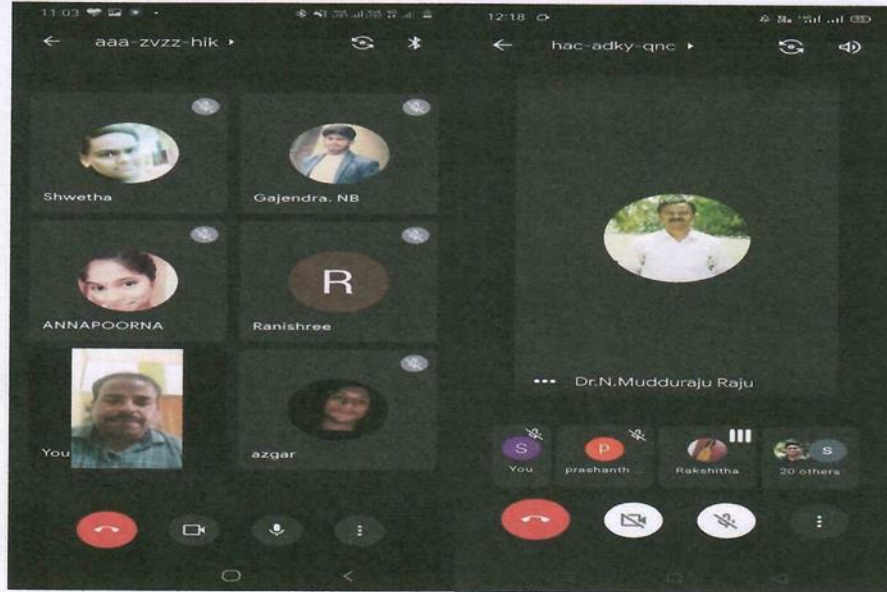 11:03
aaa-zvzz-hik
Shwetha
Gajendra. NB
ANNAPOORNA
R
Ranishree
You
azgar
12:18
hac-adky-qnc
Dr.N.Mudduraju Raju
S
You
p
prashanth
Rakshitha
s
20 others